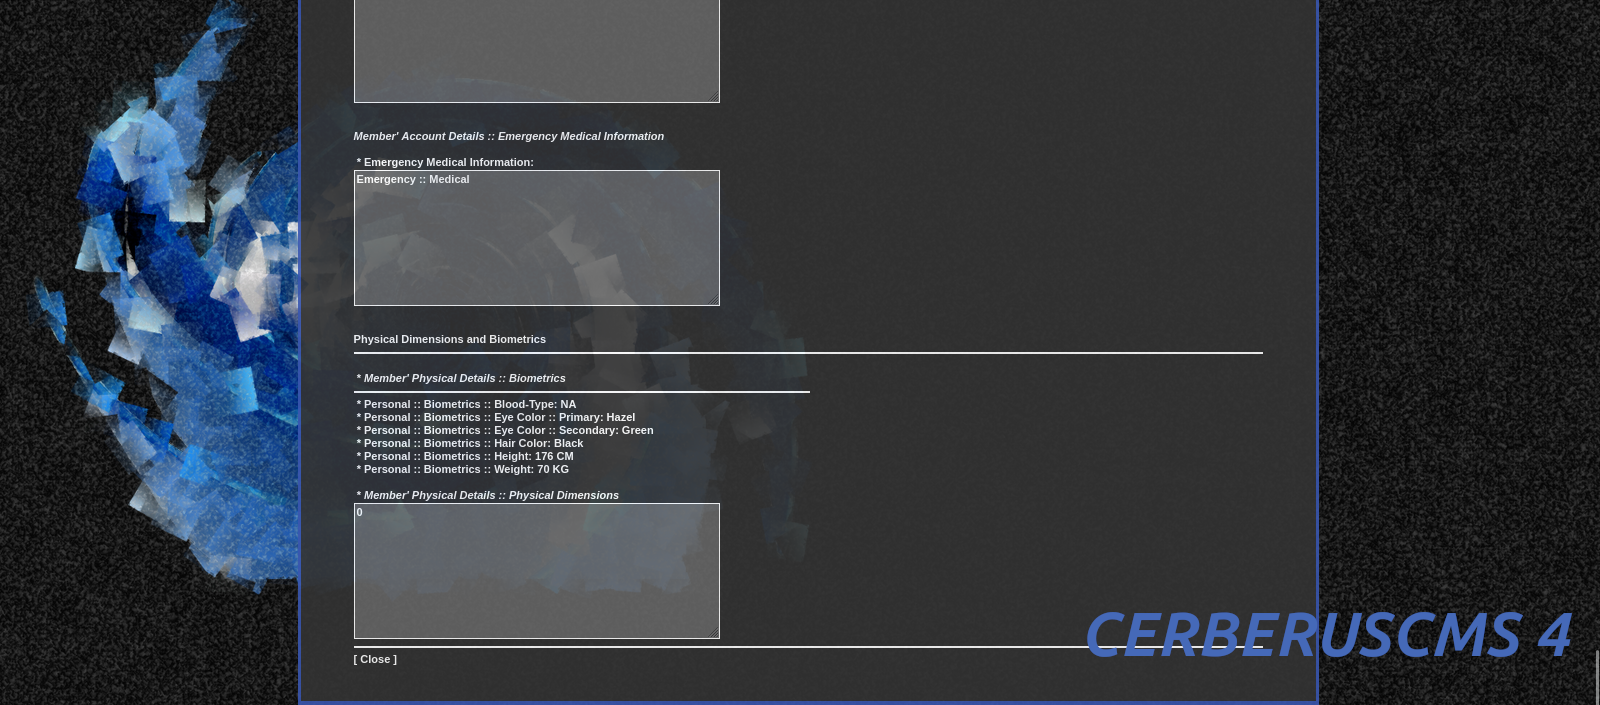 Member' Account Details :: Emergency Medical Information
* Emergency Medical Information:
Emergency :: Medical
Physical Dimensions and Biometrics
* Member' Physical Details :: Biometrics
* Personal :: Biometrics :: Blood-Type: NA
* Personal :: Biometrics :: Eye Color :: Primary: Hazel
* Personal :: Biometrics :: Eye Color :: Secondary: Green
* Personal :: Biometrics :: Hair Color: Black
* Personal :: Biometrics :: Height: 176 CM
* Personal :: Biometrics :: Weight: 70 KG
* Member' Physical Details :: Physical Dimensions
0
CERBERUSCMS 4
[ Close ]